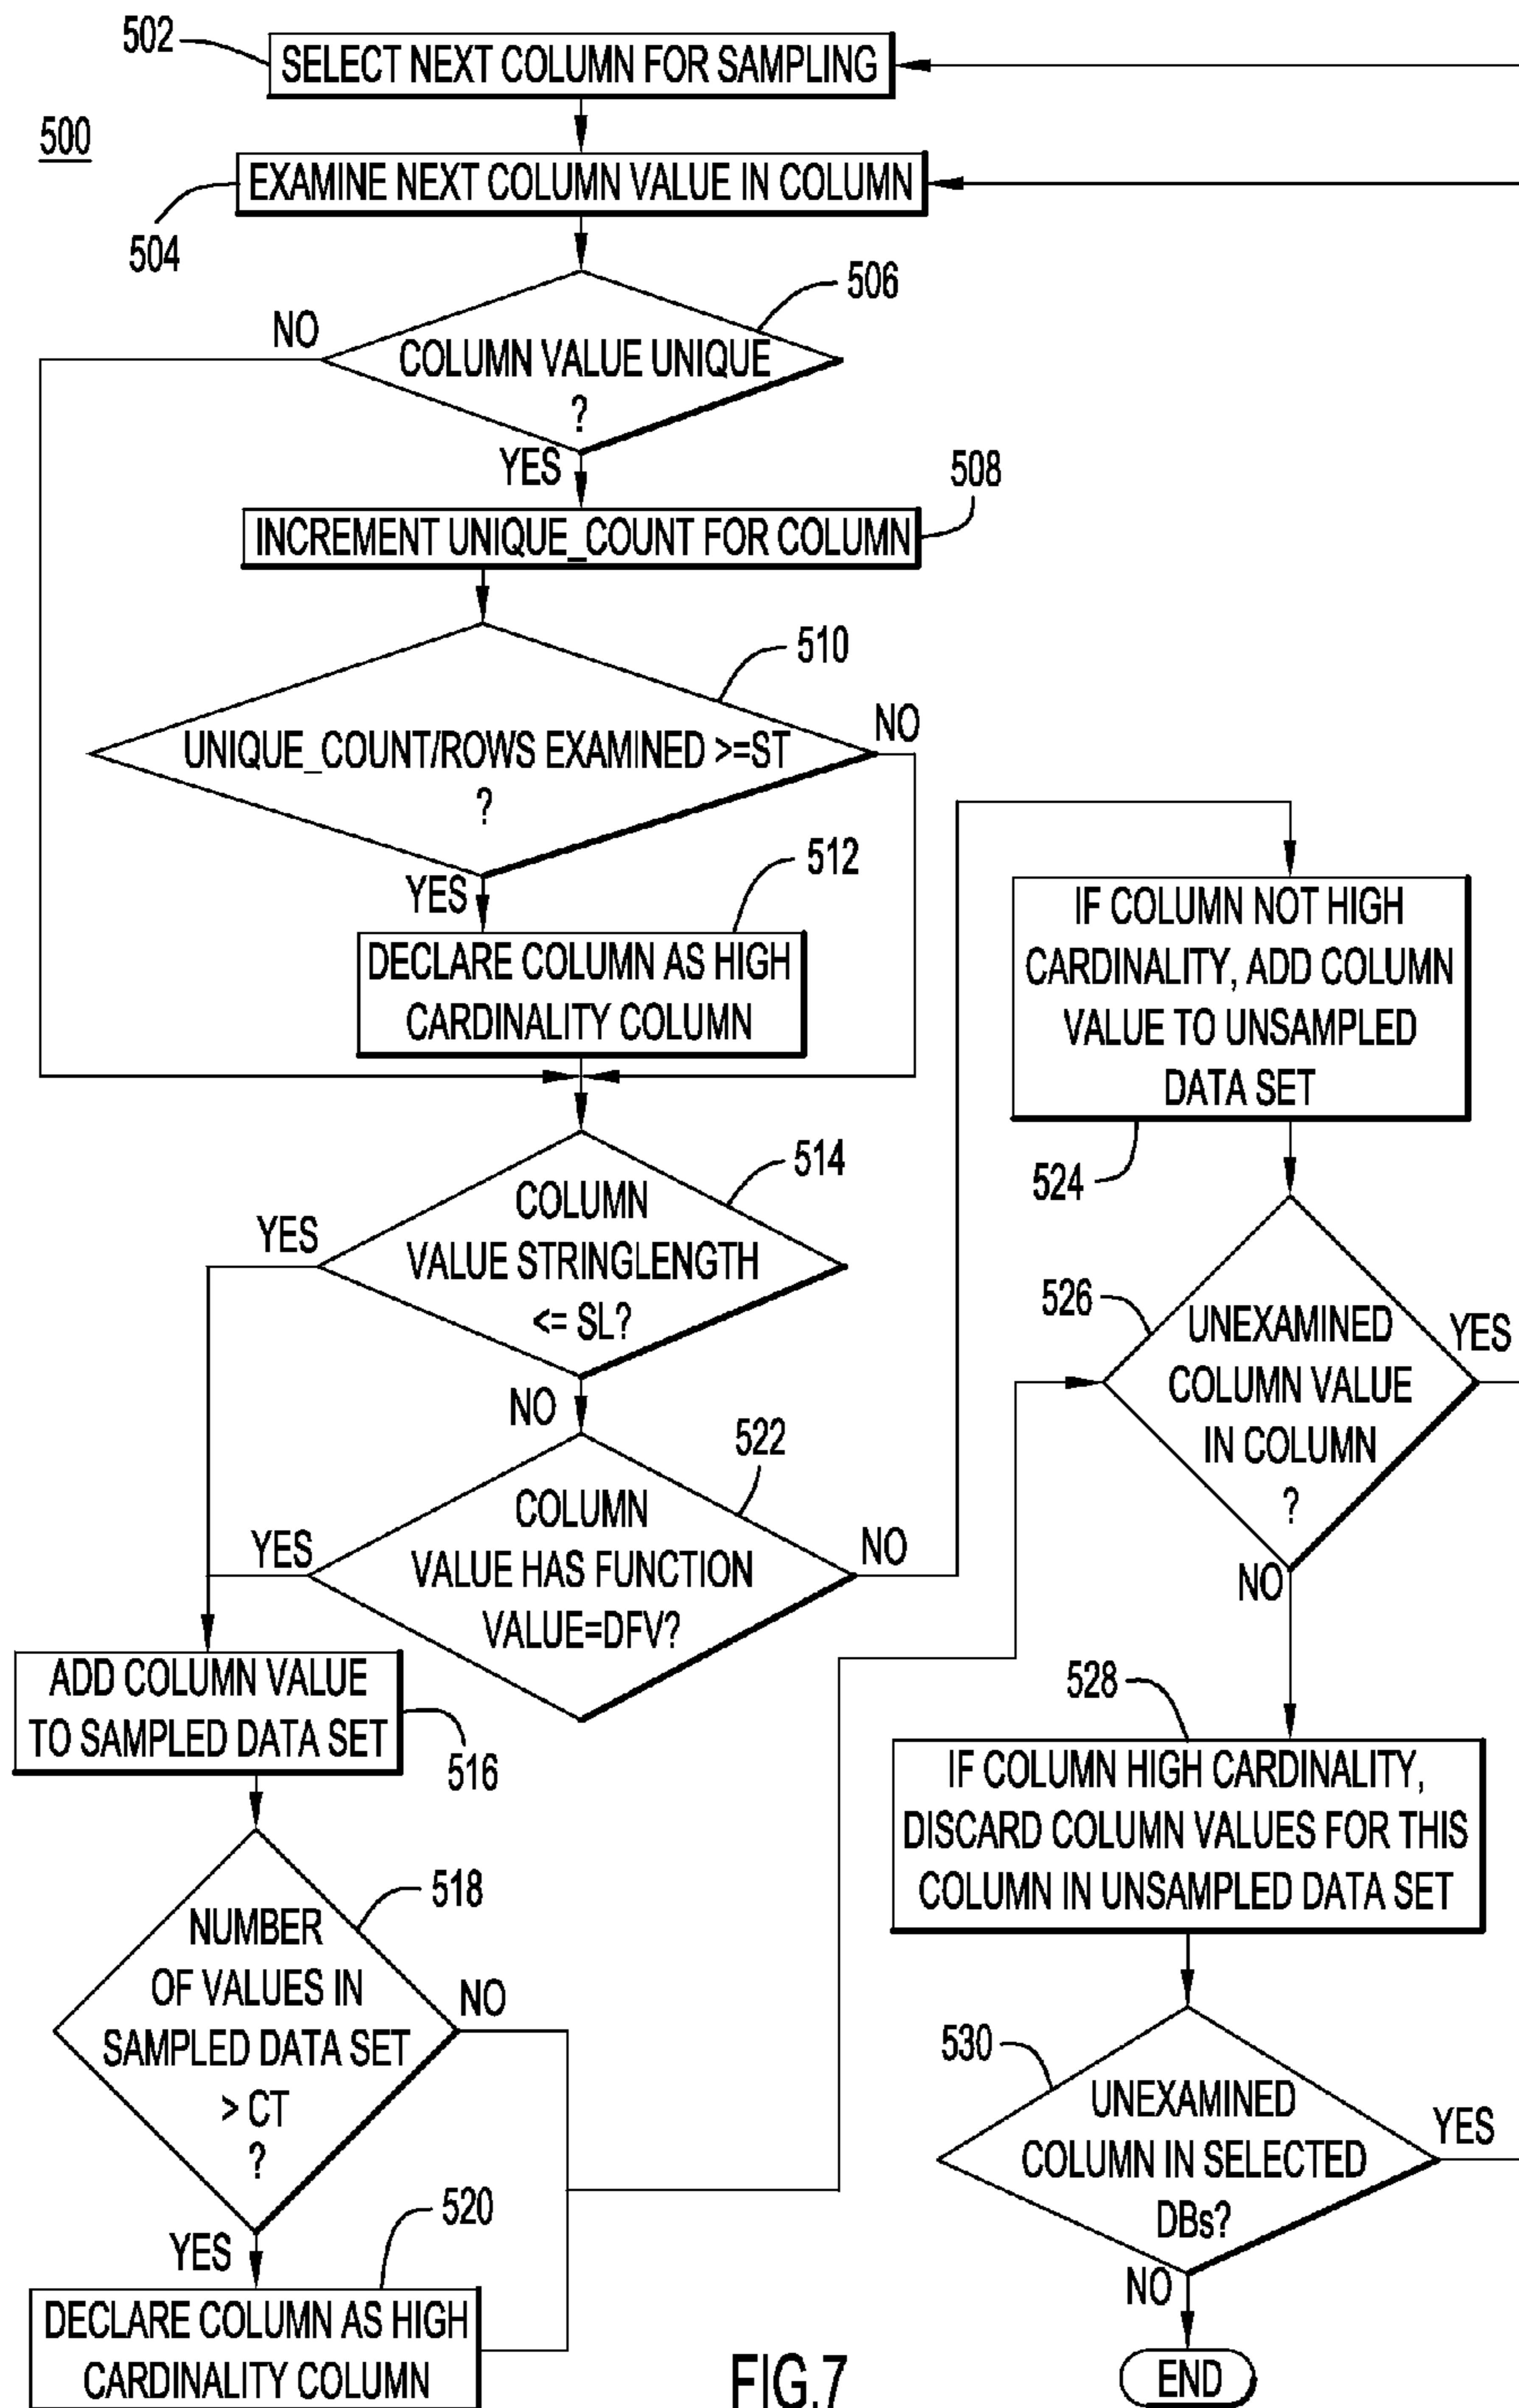 502
SELECT NEXT COLUMN FOR SAMPLING
500
EXAMINE NEXT COLUMN VALUE IN COLUMN
504
506
NO
COLUMN VALUE UNIQUE
?
YES
508
INCREMENT UNIQUE_COUNT FOR COLUMN
510
NO
UNIQUE_COUNT/ROWS EXAMINED >=ST
?
YES
512
DECLARE COLUMN AS HIGH
CARDINALITY COLUMN
514
YES
COLUMN
VALUE STRINGLENGTH
<= SL?
NO
522
YES
COLUMN
VALUE HAS FUNCTION
VALUE=DFV?
NO
ADD COLUMN VALUE
TO SAMPLED DATA SET
516
518
NUMBER
OF VALUES IN
SAMPLED DATA SET
> CT
?
NO
YES
520
DECLARE COLUMN AS HIGH
CARDINALITY COLUMN
IF COLUMN NOT HIGH
CARDINALITY, ADD COLUMN
VALUE TO UNSAMPLED
DATA SET
524
526
UNEXAMINED
COLUMN VALUE
IN COLUMN
?
YES
NO
528
IF COLUMN HIGH CARDINALITY,
DISCARD COLUMN VALUES FOR THIS
COLUMN IN UNSAMPLED DATA SET
530
UNEXAMINED
COLUMN IN SELECTED
DBs?
YES
NO
END
FIG.7